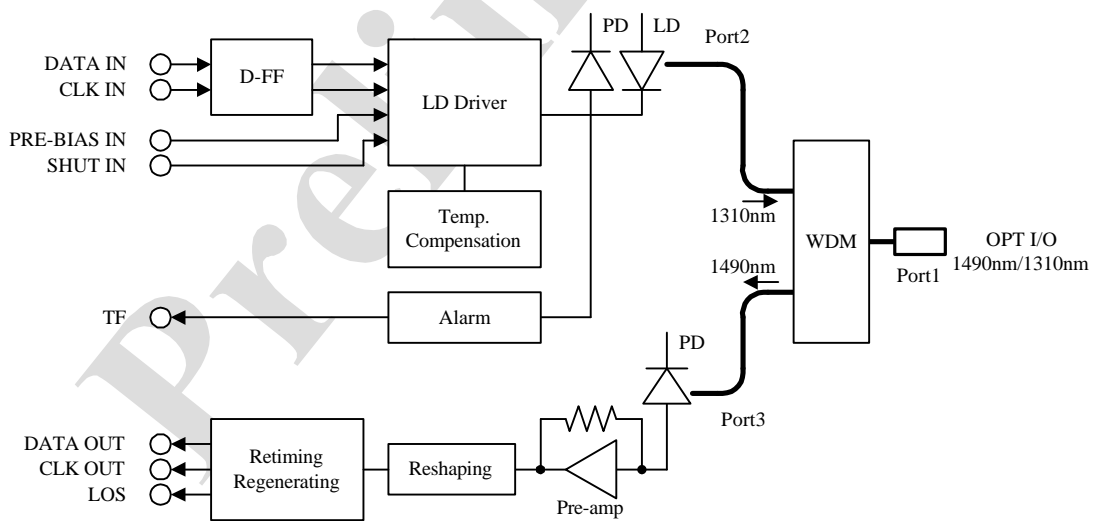 PD
LD
Port2
DATA IN
CLK IN
D-FF
LD Driver
PRE-BIAS IN
SHUT IN
Temp.
Compensation
1310nm
WDM
OPT I/O
1490nm/1310nm
Port1
1490nm
TF
Alarm
PD
Port3
DATA OUT
CLK OUT
LOS
Retiming
Regenerating
Reshaping
Pre-amp